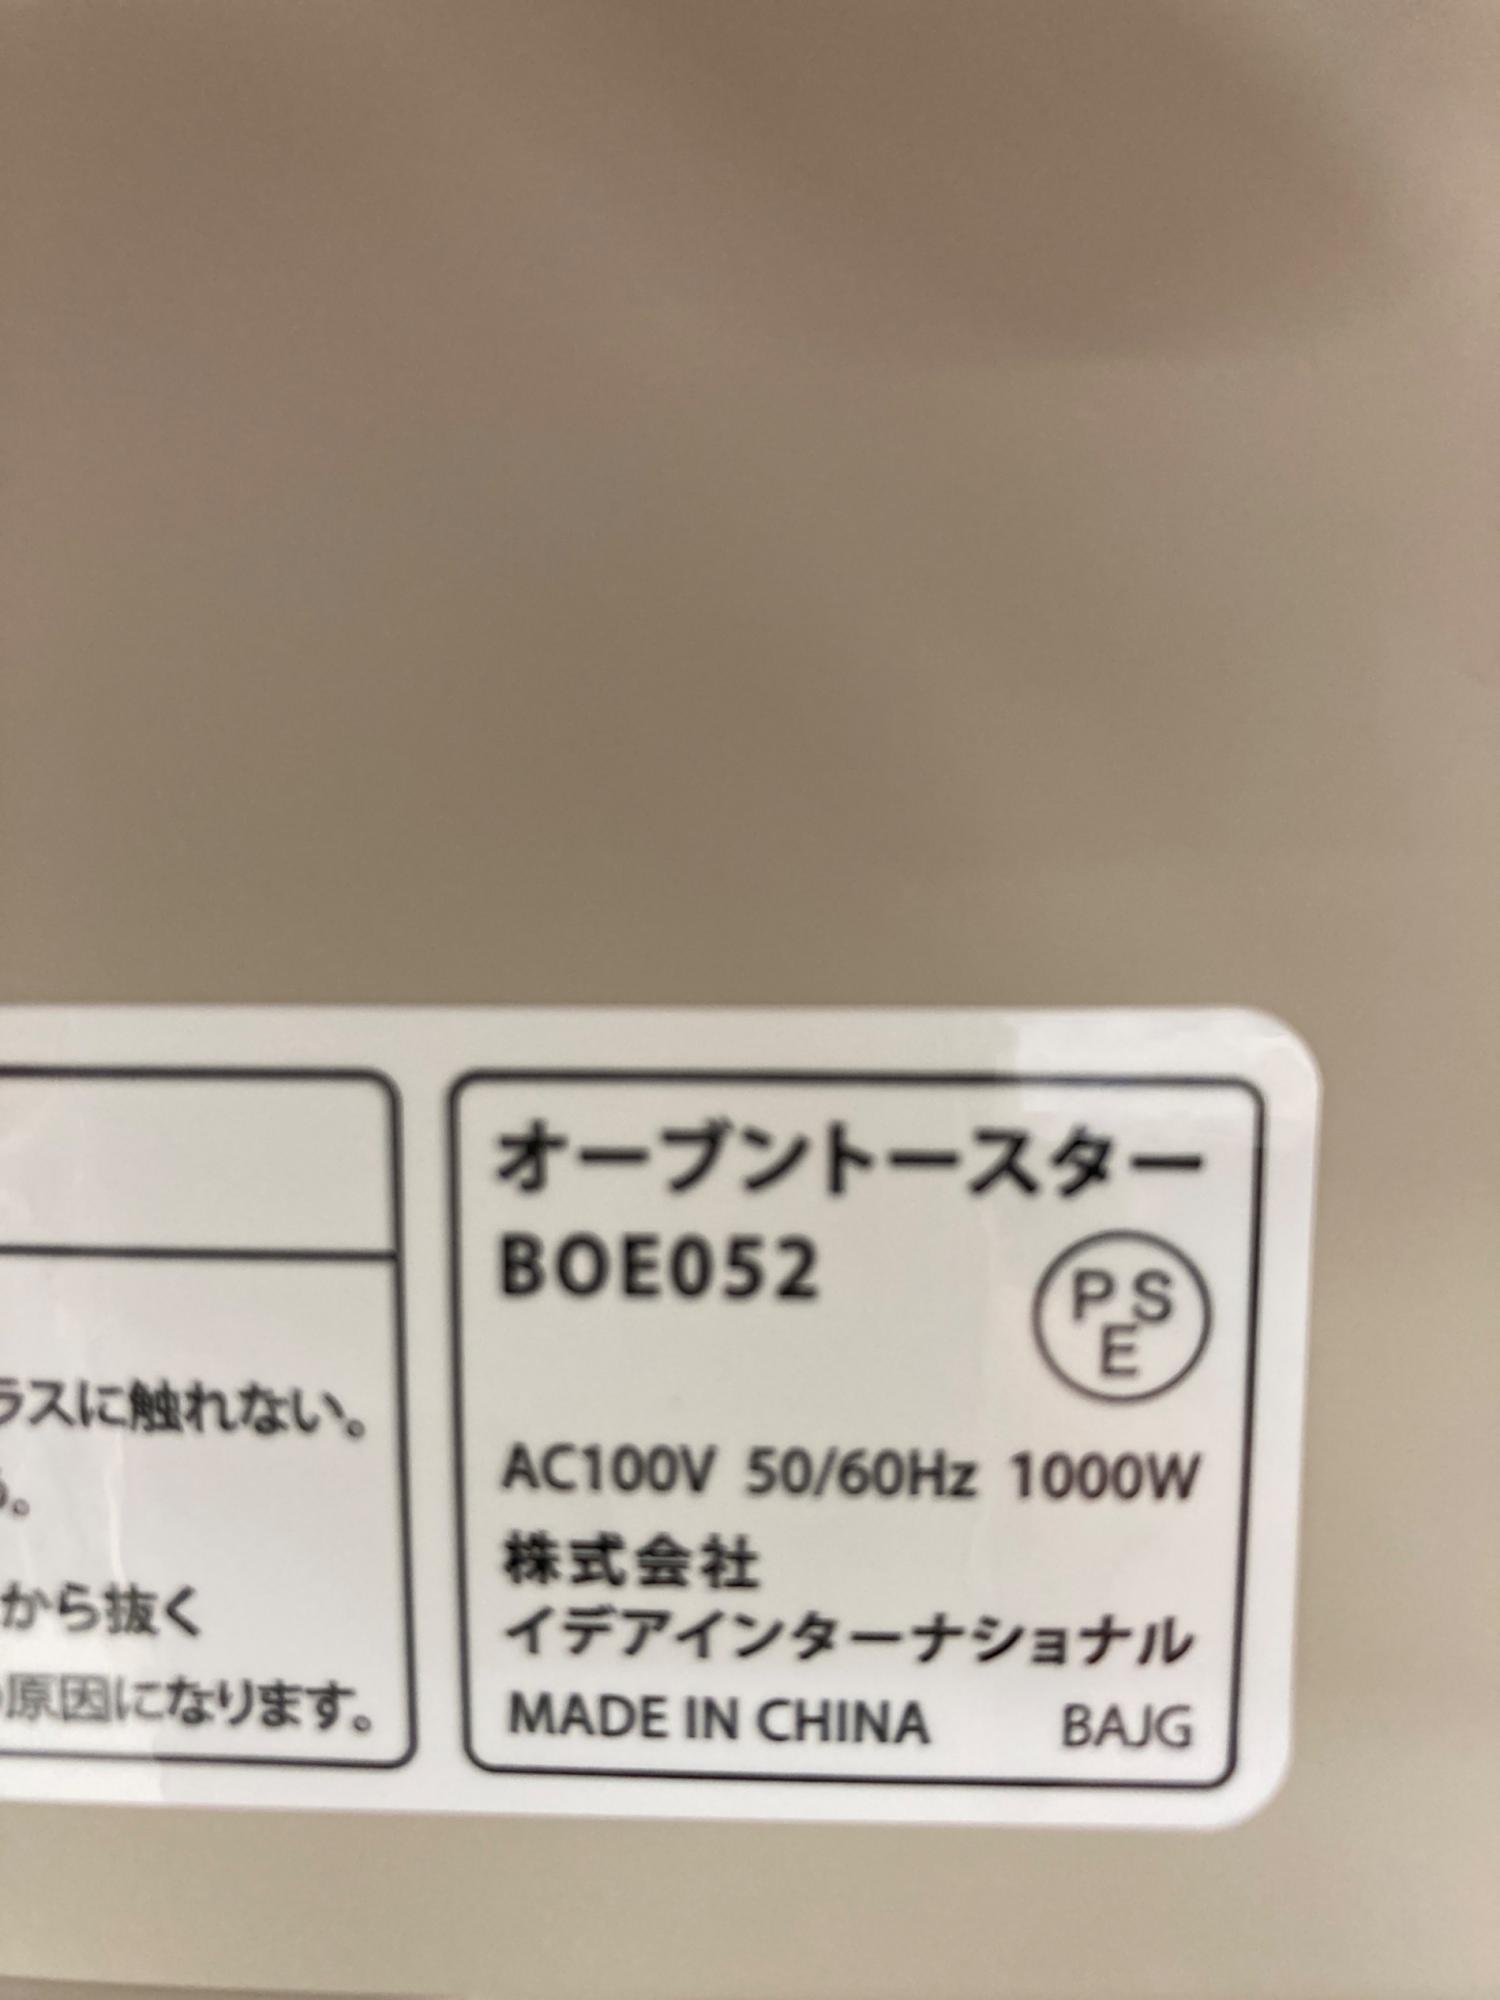 ラスに触れない。
る。
から抜く
原因になります。
オーブントースター
BOE052
PSE
AC100V 50/60Hz 1000W
株式会社
イデアインターナショナル
MADE IN CHINA BAJG